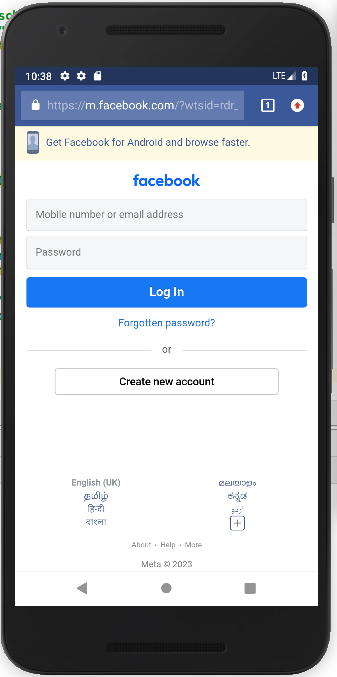 10:38 LTE
https://m.facebook.com/?wtsid=rdr_ 1
Get Facebook for Android and browse faster.
facebook
Mobile number or email address
Password
Log In
Forgotten password?
or
Create new account
English (UK) മലയാളം
தமிழ் ಕನ್ನಡ
हिन्दी اردو
বাংলা +
About · Help · More
Meta © 2023